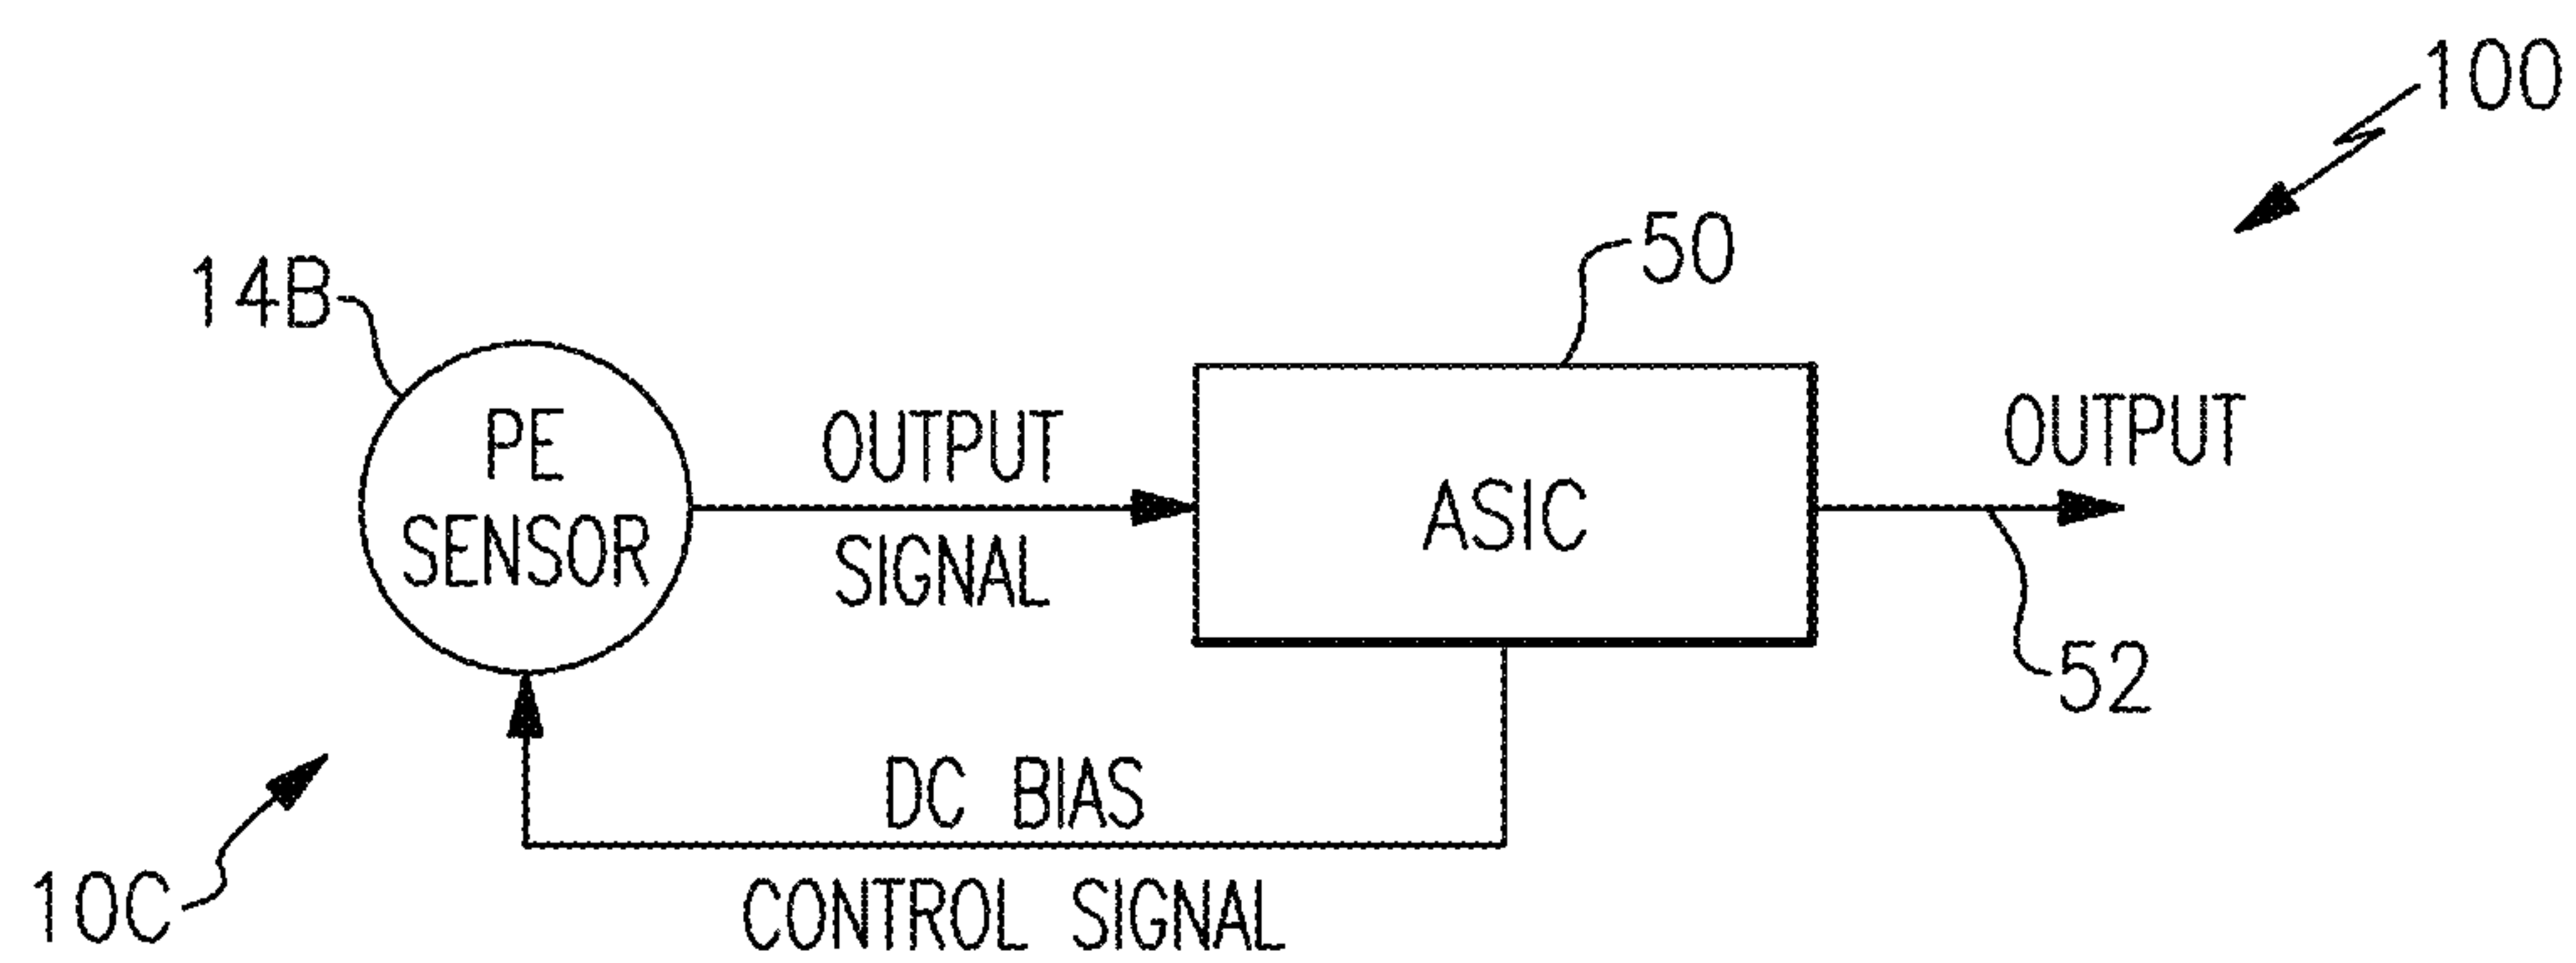 100
50
14B
PE
SENSOR
OUTPUT
SIGNAL
ASIC
OUTPUT
52
DC BIAS
CONTROL SIGNAL
10C